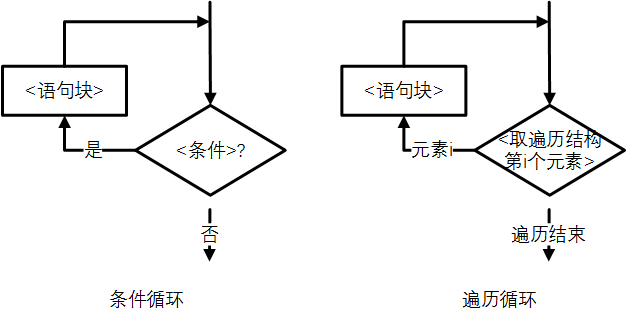 <语句块>
是
<条件>?
否
条件循环
<语句块>
元素i
<取遍历结构
第i个元素>
遍历结束
遍历循环